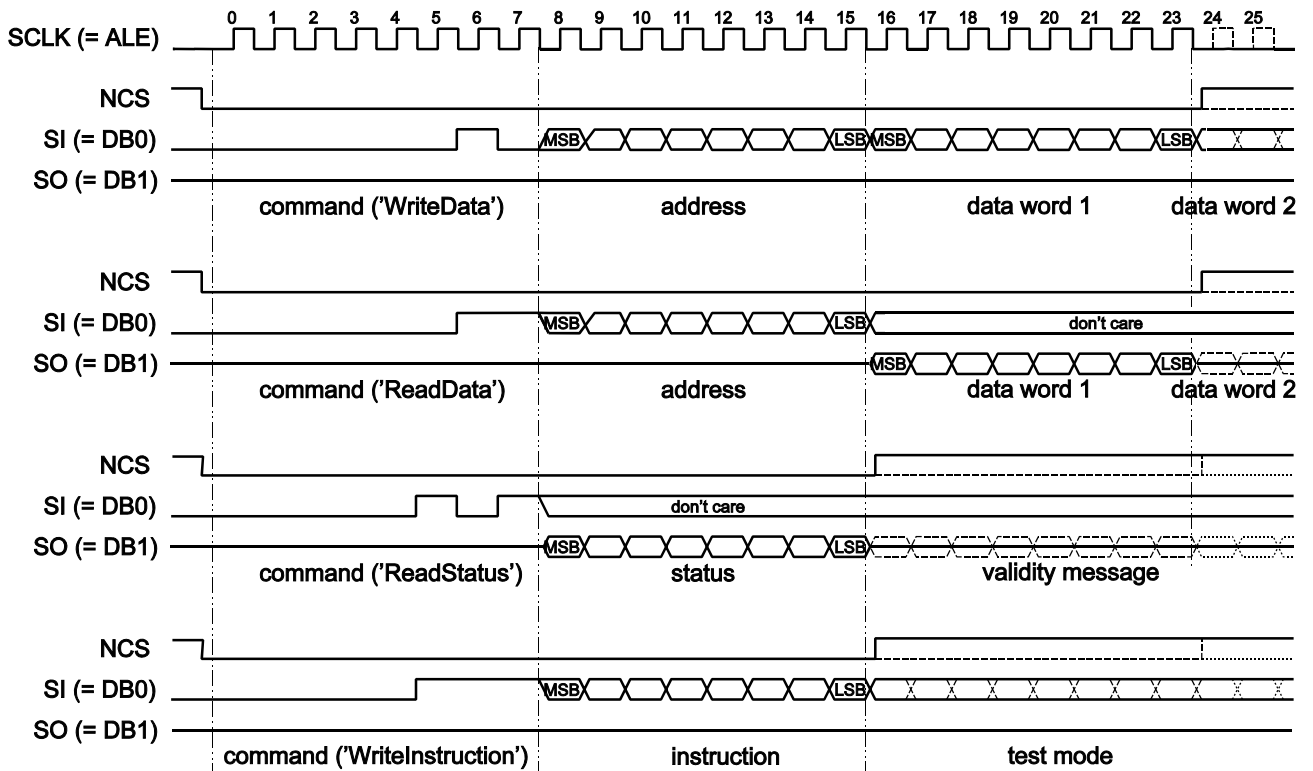 0 1 2 3 4 5 6 7 8 9 10 11 12 13 14 15 16 17 18 19 20 21 22 23 24 25
SCLK (= ALE)
NCS
SI (= DB0) MSB LSB MSB LSB
SO (= DB1)
command ('WriteData') address data word 1 data word 2
NCS
SI (= DB0) MSB LSB don't care
SO (= DB1) MSB LSB
command ('ReadData') address data word 1 data word 2
NCS
SI (= DB0) don't care
SO (= DB1) MSB LSB
command ('ReadStatus') status validity message
NCS
SI (= DB0) MSB LSB
SO (= DB1)
command ('WriteInstruction') instruction test mode